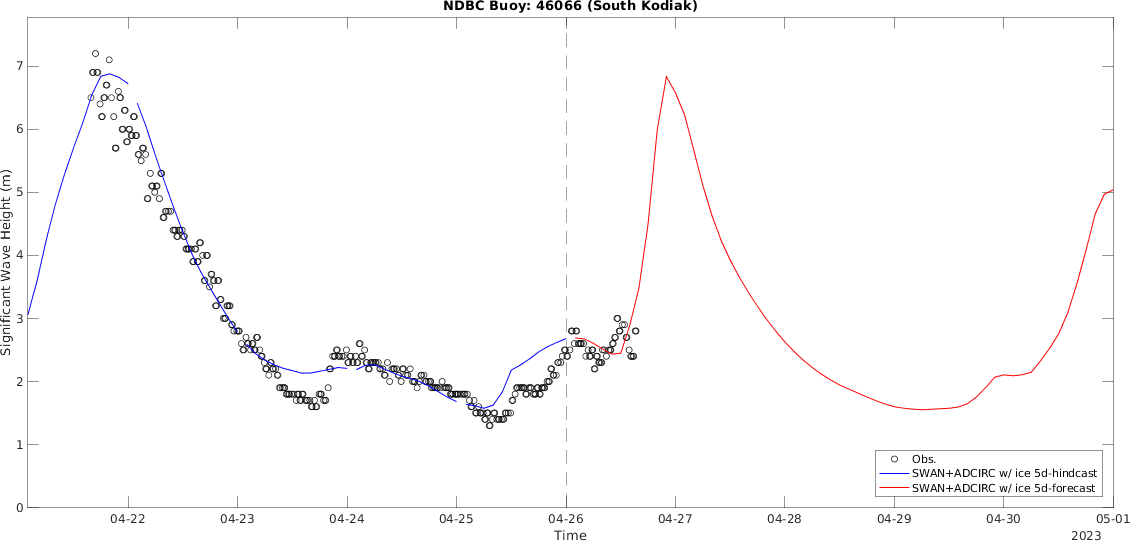 NDBC Buoy: 46066 (South Kodiak)
Significant Wave Height (m)
7
6
5
4
3
2
1
0
Obs.
SWAN+ADCIRC w/ ice 5d-hindcast
SWAN+ADCIRC w/ ice 5d-forecast
04-22 04-23 04-24 04-25 04-26 04-27 04-28 04-29 04-30 05-01
Time
2023